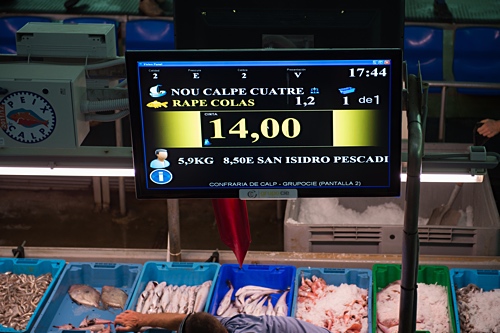 2 E 2 V 17:44
NOU CALPE CUATRE
RAPE COLAS 1,2 1 de1
14,00
5,9KG 8,50E SAN ISIDRO PESCADI
CONFRARIA DE CALP - GRUPOCIE (PANTALLA 2)
PEIX